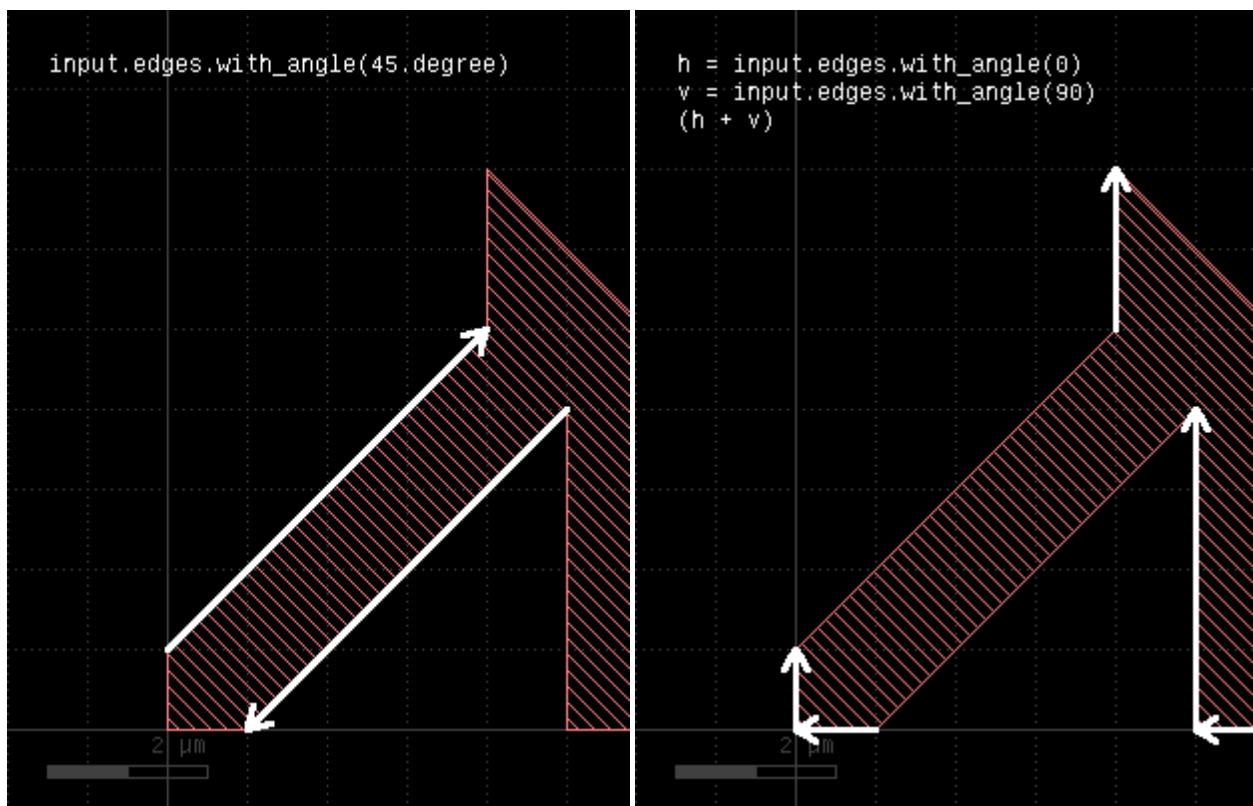 input.edges.with_angle(45.degree)
2 µm
h = input.edges.with_angle(0)
v = input.edges.with_angle(90)
(h + v)
2 µm